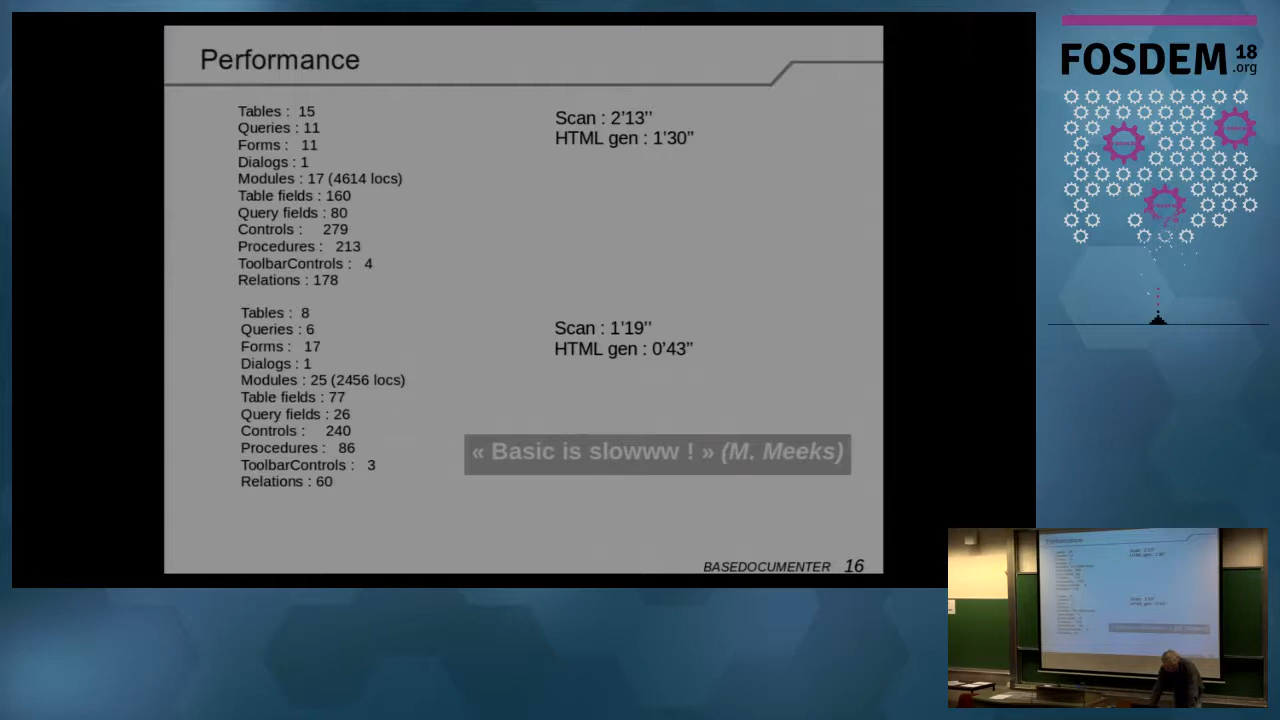 Performance
Tables : 15
Queries : 11
Forms : 11
Dialogs : 1
Modules : 17 (4614 locs)
Table fields : 160
Query fields : 80
Controls : 279
Procedures : 213
ToolbarControls : 4
Relations : 178
Scan : 2’13’’
HTML gen : 1’30’’
Tables : 8
Queries : 6
Forms : 17
Dialogs : 1
Modules : 25 (2456 locs)
Table fields : 77
Query fields : 26
Controls : 240
Procedures : 86
ToolbarControls : 3
Relations : 60
Scan : 1’19’’
HTML gen : 0’43’’
« Basic is slowww ! » (M. Meeks)
BASEDOCUMENTER 16
FOSDEM 18
.org